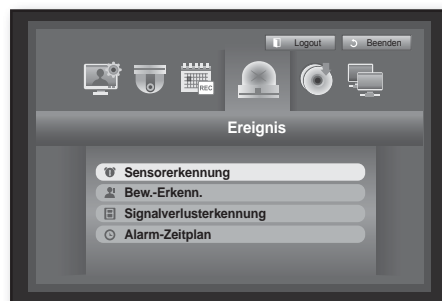 Logout Beenden
REC
Ereignis
Sensorerkennung
Bew.-Erkenn.
Signalverlusterkennung
Alarm-Zeitplan